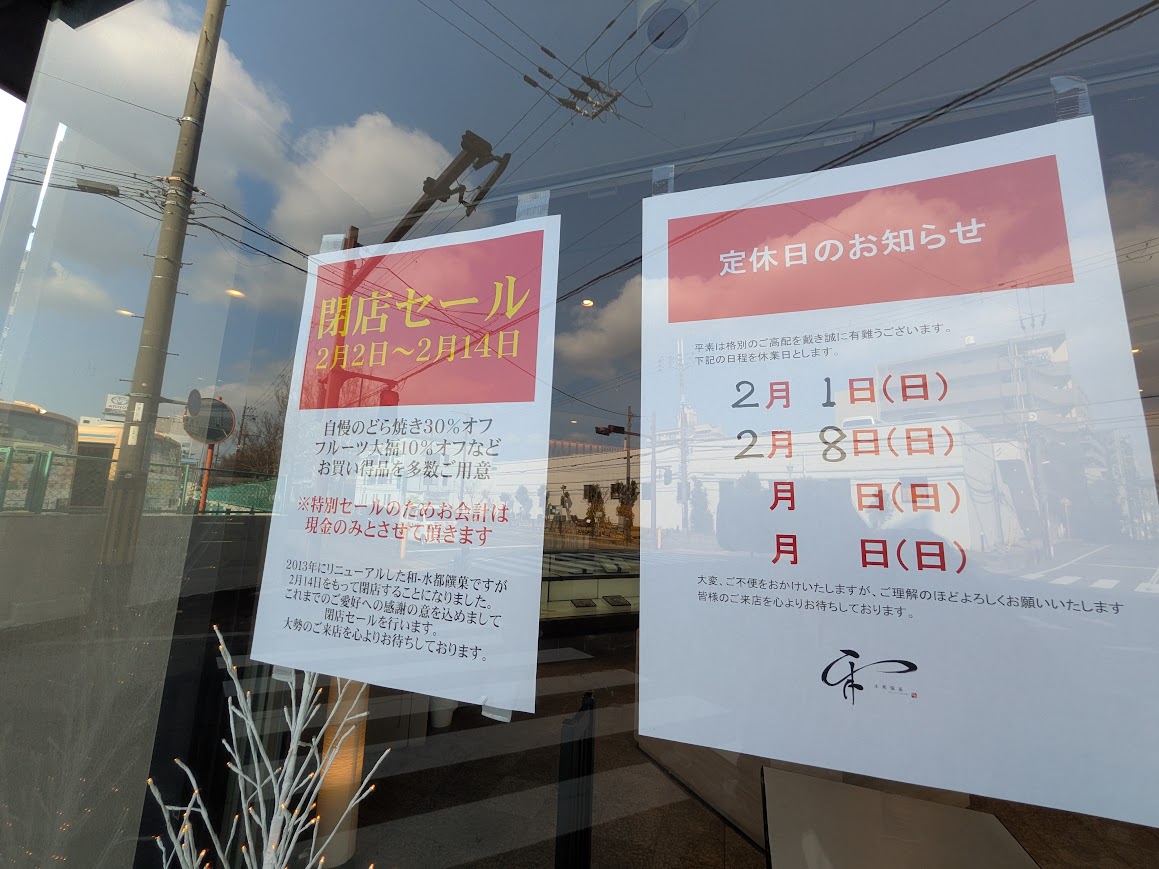 閉店セール
2月2日～2月14日
自慢のどら焼き30%オフ
フルーツ大福10%オフなど
お買い得品を多数ご用意
※特別セールのためお会計は
現金のみとさせて頂きます
2013年にリニューアルした和-水都饌菓ですが
2月14日をもって閉店することになりました。
これまでのご愛好への感謝の意を込めまして
閉店セールを行います。
大勢のご来店を心よりお待ちしております。
定休日のお知らせ
平素は格別のご高配を戴き誠に有難うございます。
下記の日程を休業日とします。
2月 1日(日)
2月 8日(日)
月 日(日)
月 日(日)
大変、ご不便をおかけいたしますが、ご理解のほどよろしくお願いいたします
皆様のご来店を心よりお待ちしております。
和